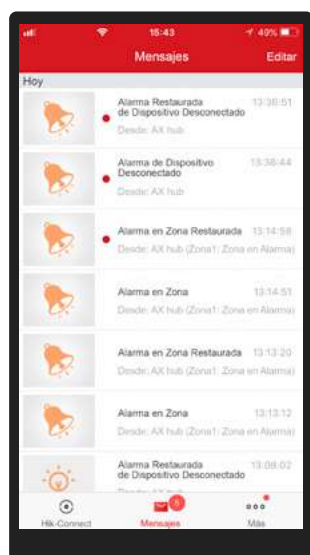 15:43
49%
Mensajes
Editar
Hoy
Alarma Restaurada
de Dispositivo Desconectado
13:36:51
Desde: AX hub
Alarma de Dispositivo
Desconectado
13:36:44
Desde: AX hub
Alarma en Zona Restaurada
13:14:58
Desde: AX hub (Zona1: Zona en Alarma)
Alarma en Zona
13:14:51
Desde: AX hub (Zona1: Zona en Alarma)
Alarma en Zona Restaurada
13:13:20
Desde: AX hub (Zona1: Zona en Alarma)
Alarma en Zona
13:13:12
Desde: AX hub (Zona1: Zona en Alarma)
Alarma Restaurada
de Dispositivo Desconectado
13:08:02
Hik-Connect
Mensajes
Más